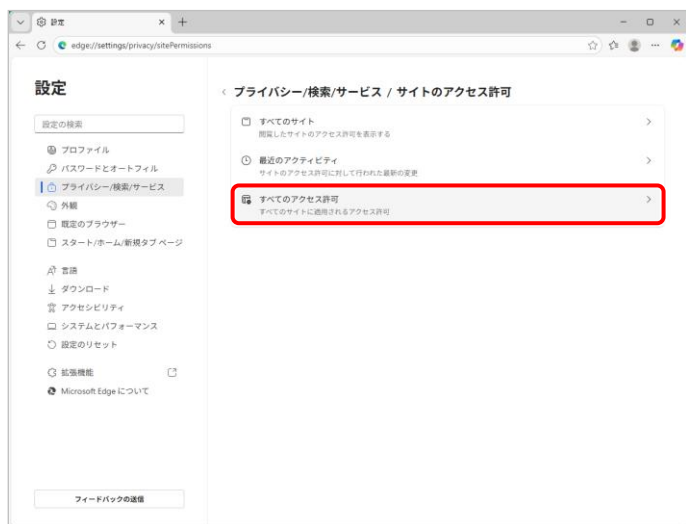 設定
edge://settings/privacy/sitePermissions
設定
プライバシー/検索/サービス / サイトのアクセス許可
設定の検索
プロファイル
パスワードとオートフィル
プライバシー/検索/サービス
外観
既定のブラウザー
スタート/ホーム/新規タブ ページ
言語
ダウンロード
アクセシビリティ
システムとパフォーマンス
設定のリセット
拡張機能
Microsoft Edge について
フィードバックの送信
すべてのサイト
閲覧したサイトのアクセス許可を表示する
最近のアクティビティ
サイトのアクセス許可に対して行われた最新の変更
すべてのアクセス許可
すべてのサイトに適用されるアクセス許可